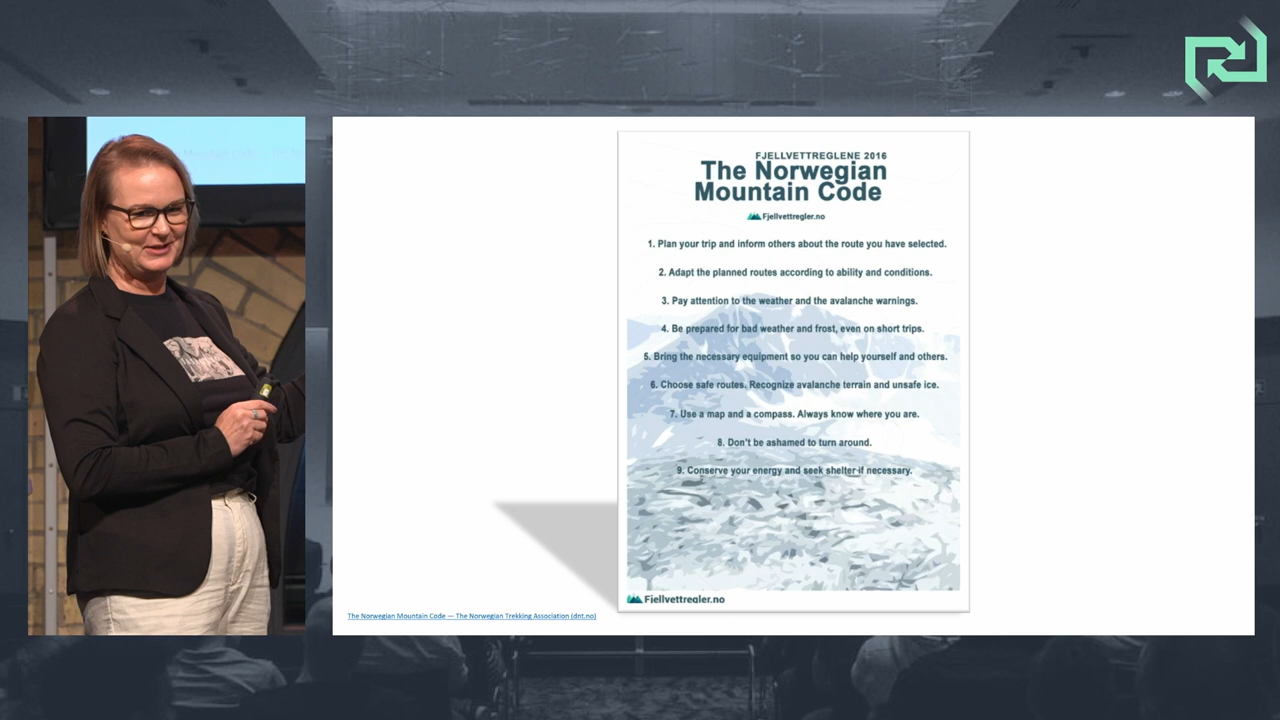 FJELLVETTREGLENE 2016
The Norwegian
Mountain Code
Fjellvettregler.no
1. Plan your trip and inform others about the route you have selected.
2. Adapt the planned routes according to ability and conditions.
3. Pay attention to the weather and the avalanche warnings.
4. Be prepared for bad weather and frost, even on short trips.
5. Bring the necessary equipment so you can help yourself and others.
6. Choose safe routes. Recognize avalanche terrain and unsafe ice.
7. Use a map and a compass. Always know where you are.
8. Don't be ashamed to turn around.
9. Conserve your energy and seek shelter if necessary.
Fjellvettregler.no
The Norwegian Mountain Code — The Norwegian Trekking Association (dnt.no)